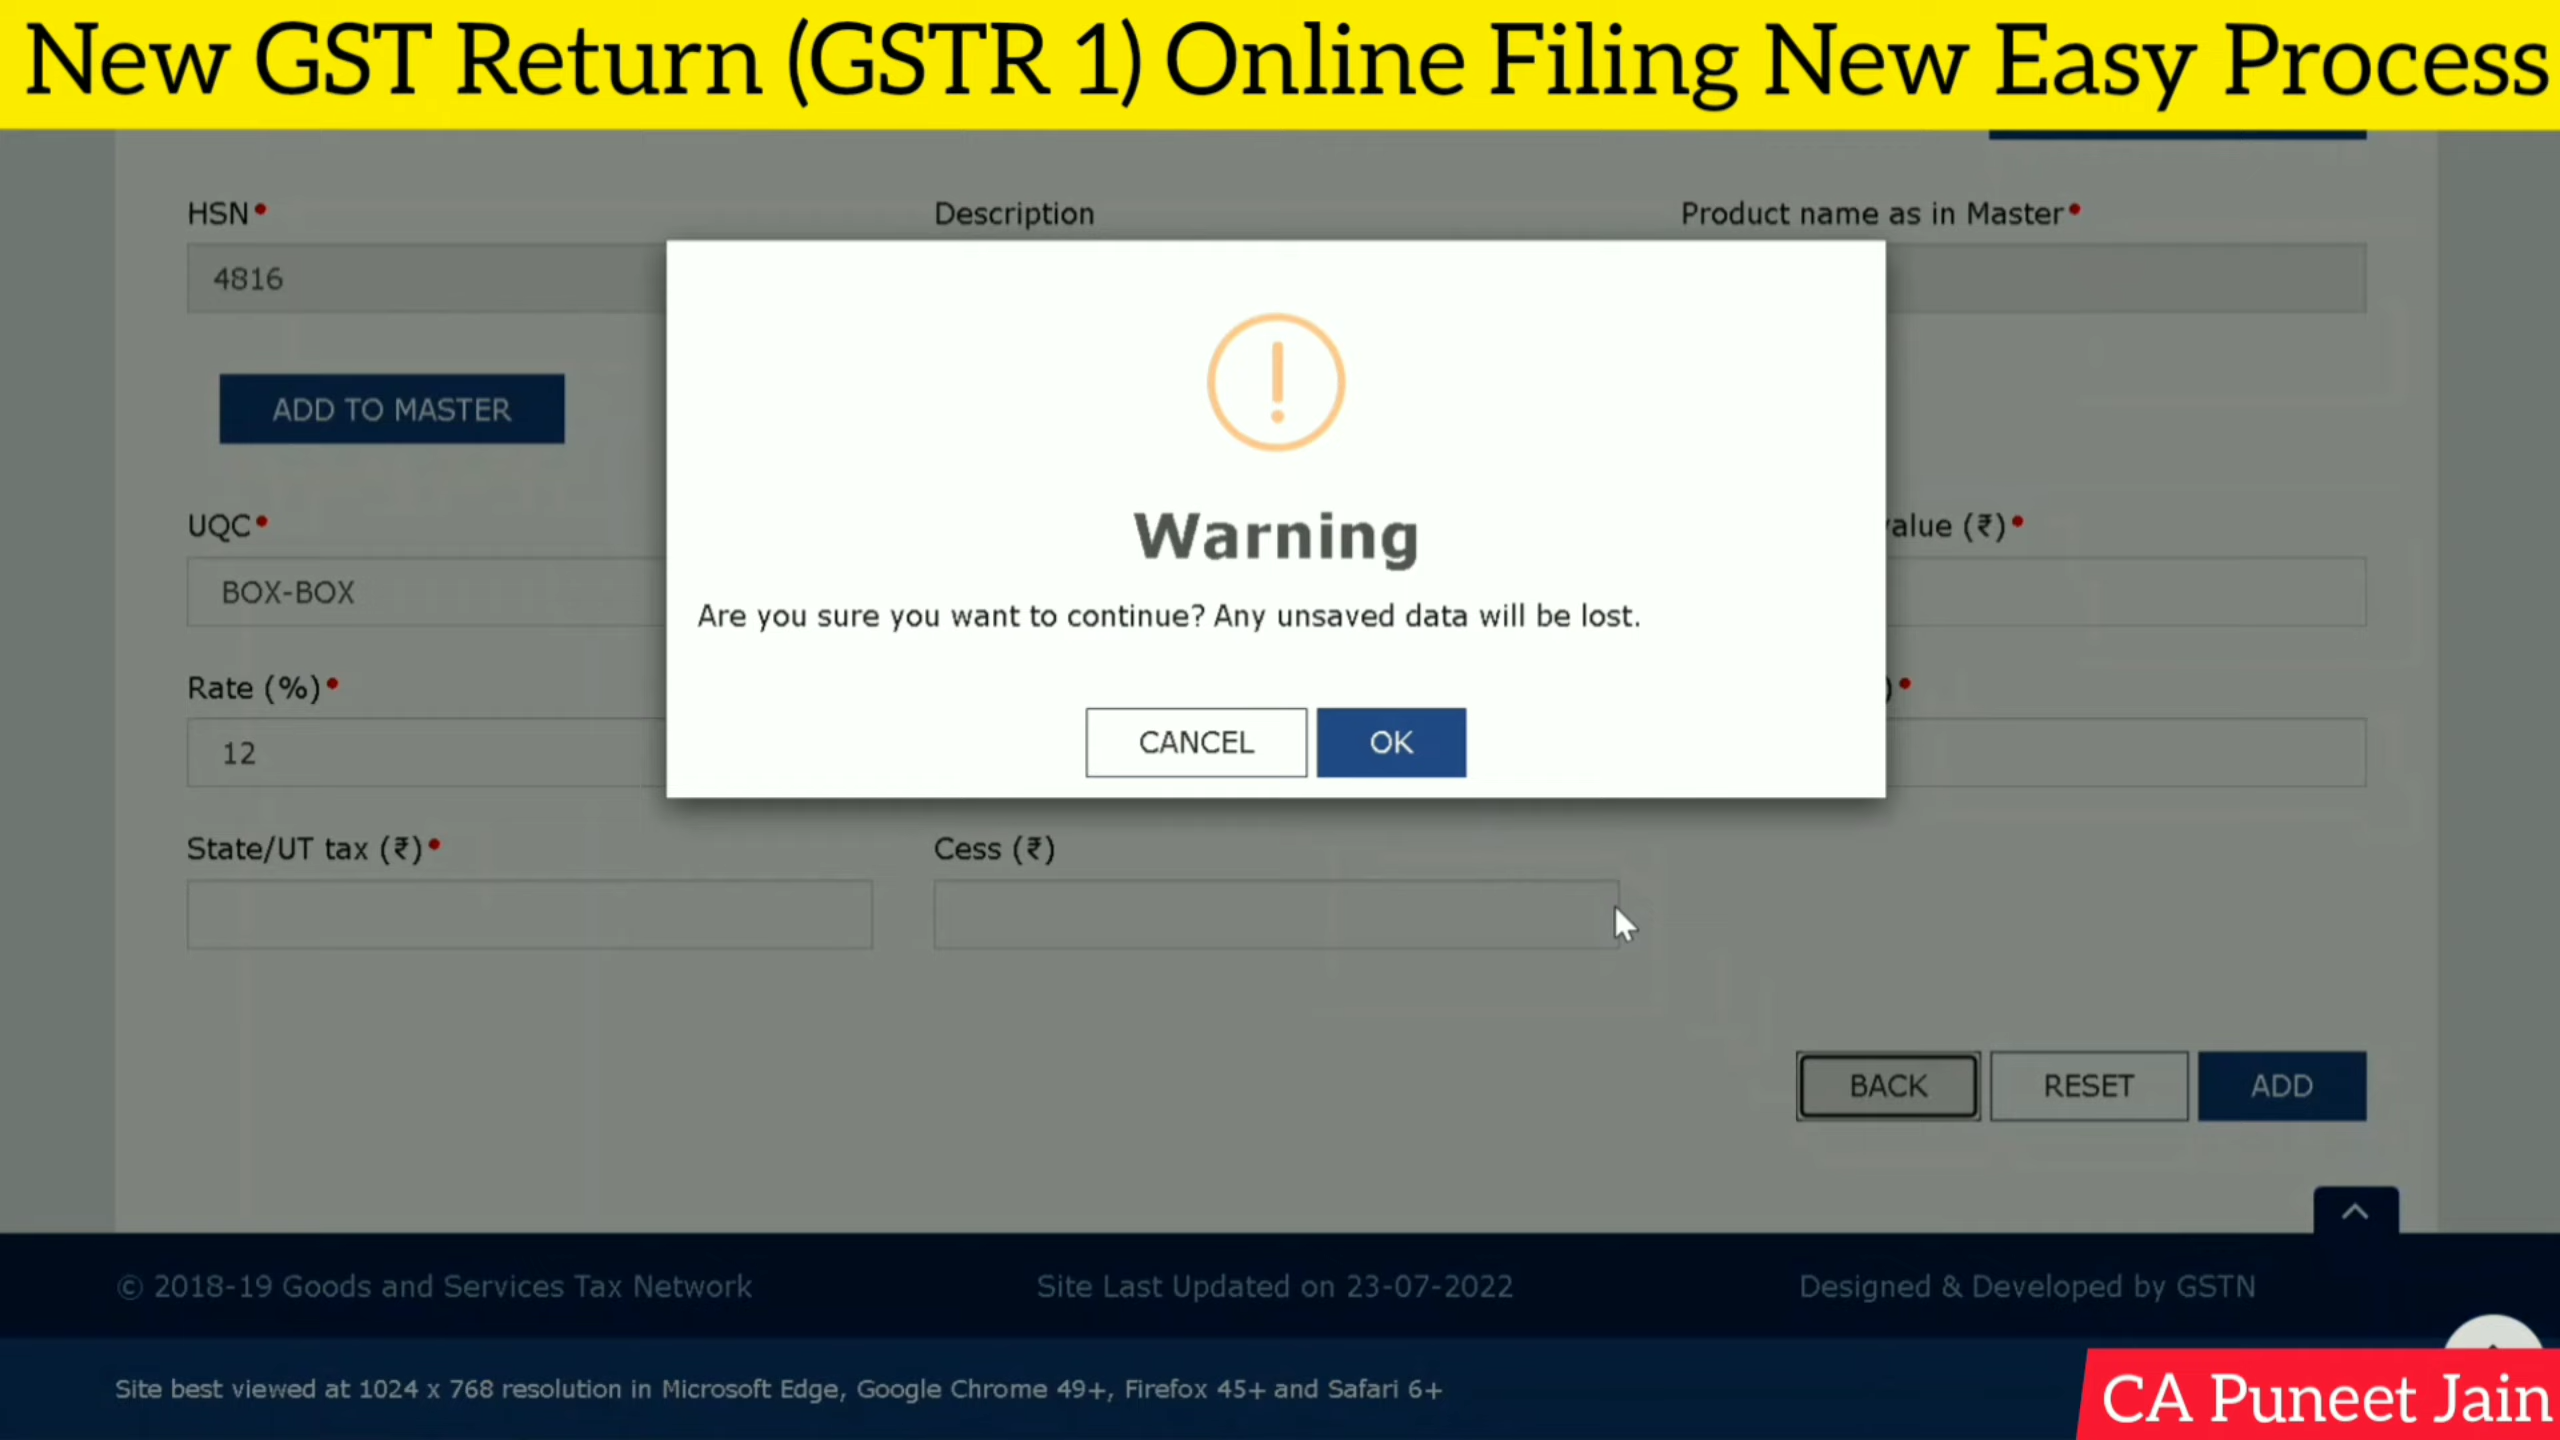 New GST Return (GSTR 1) Online Filing New Easy Process
HSN• Description Product name as in Master•
4816
ADD TO MASTER
Warning
UQC• alue (₹)•
BOX-BOX
Are you sure you want to continue? Any unsaved data will be lost.
Rate (%)• )•
12
CANCEL OK
State/UT tax (₹)• Cess (₹)
BACK RESET ADD
© 2018-19 Goods and Services Tax Network Site Last Updated on 23-07-2022 Designed & Developed by GSTN
Site best viewed at 1024 x 768 resolution in Microsoft Edge, Google Chrome 49+, Firefox 45+ and Safari 6+
CA Puneet Jain